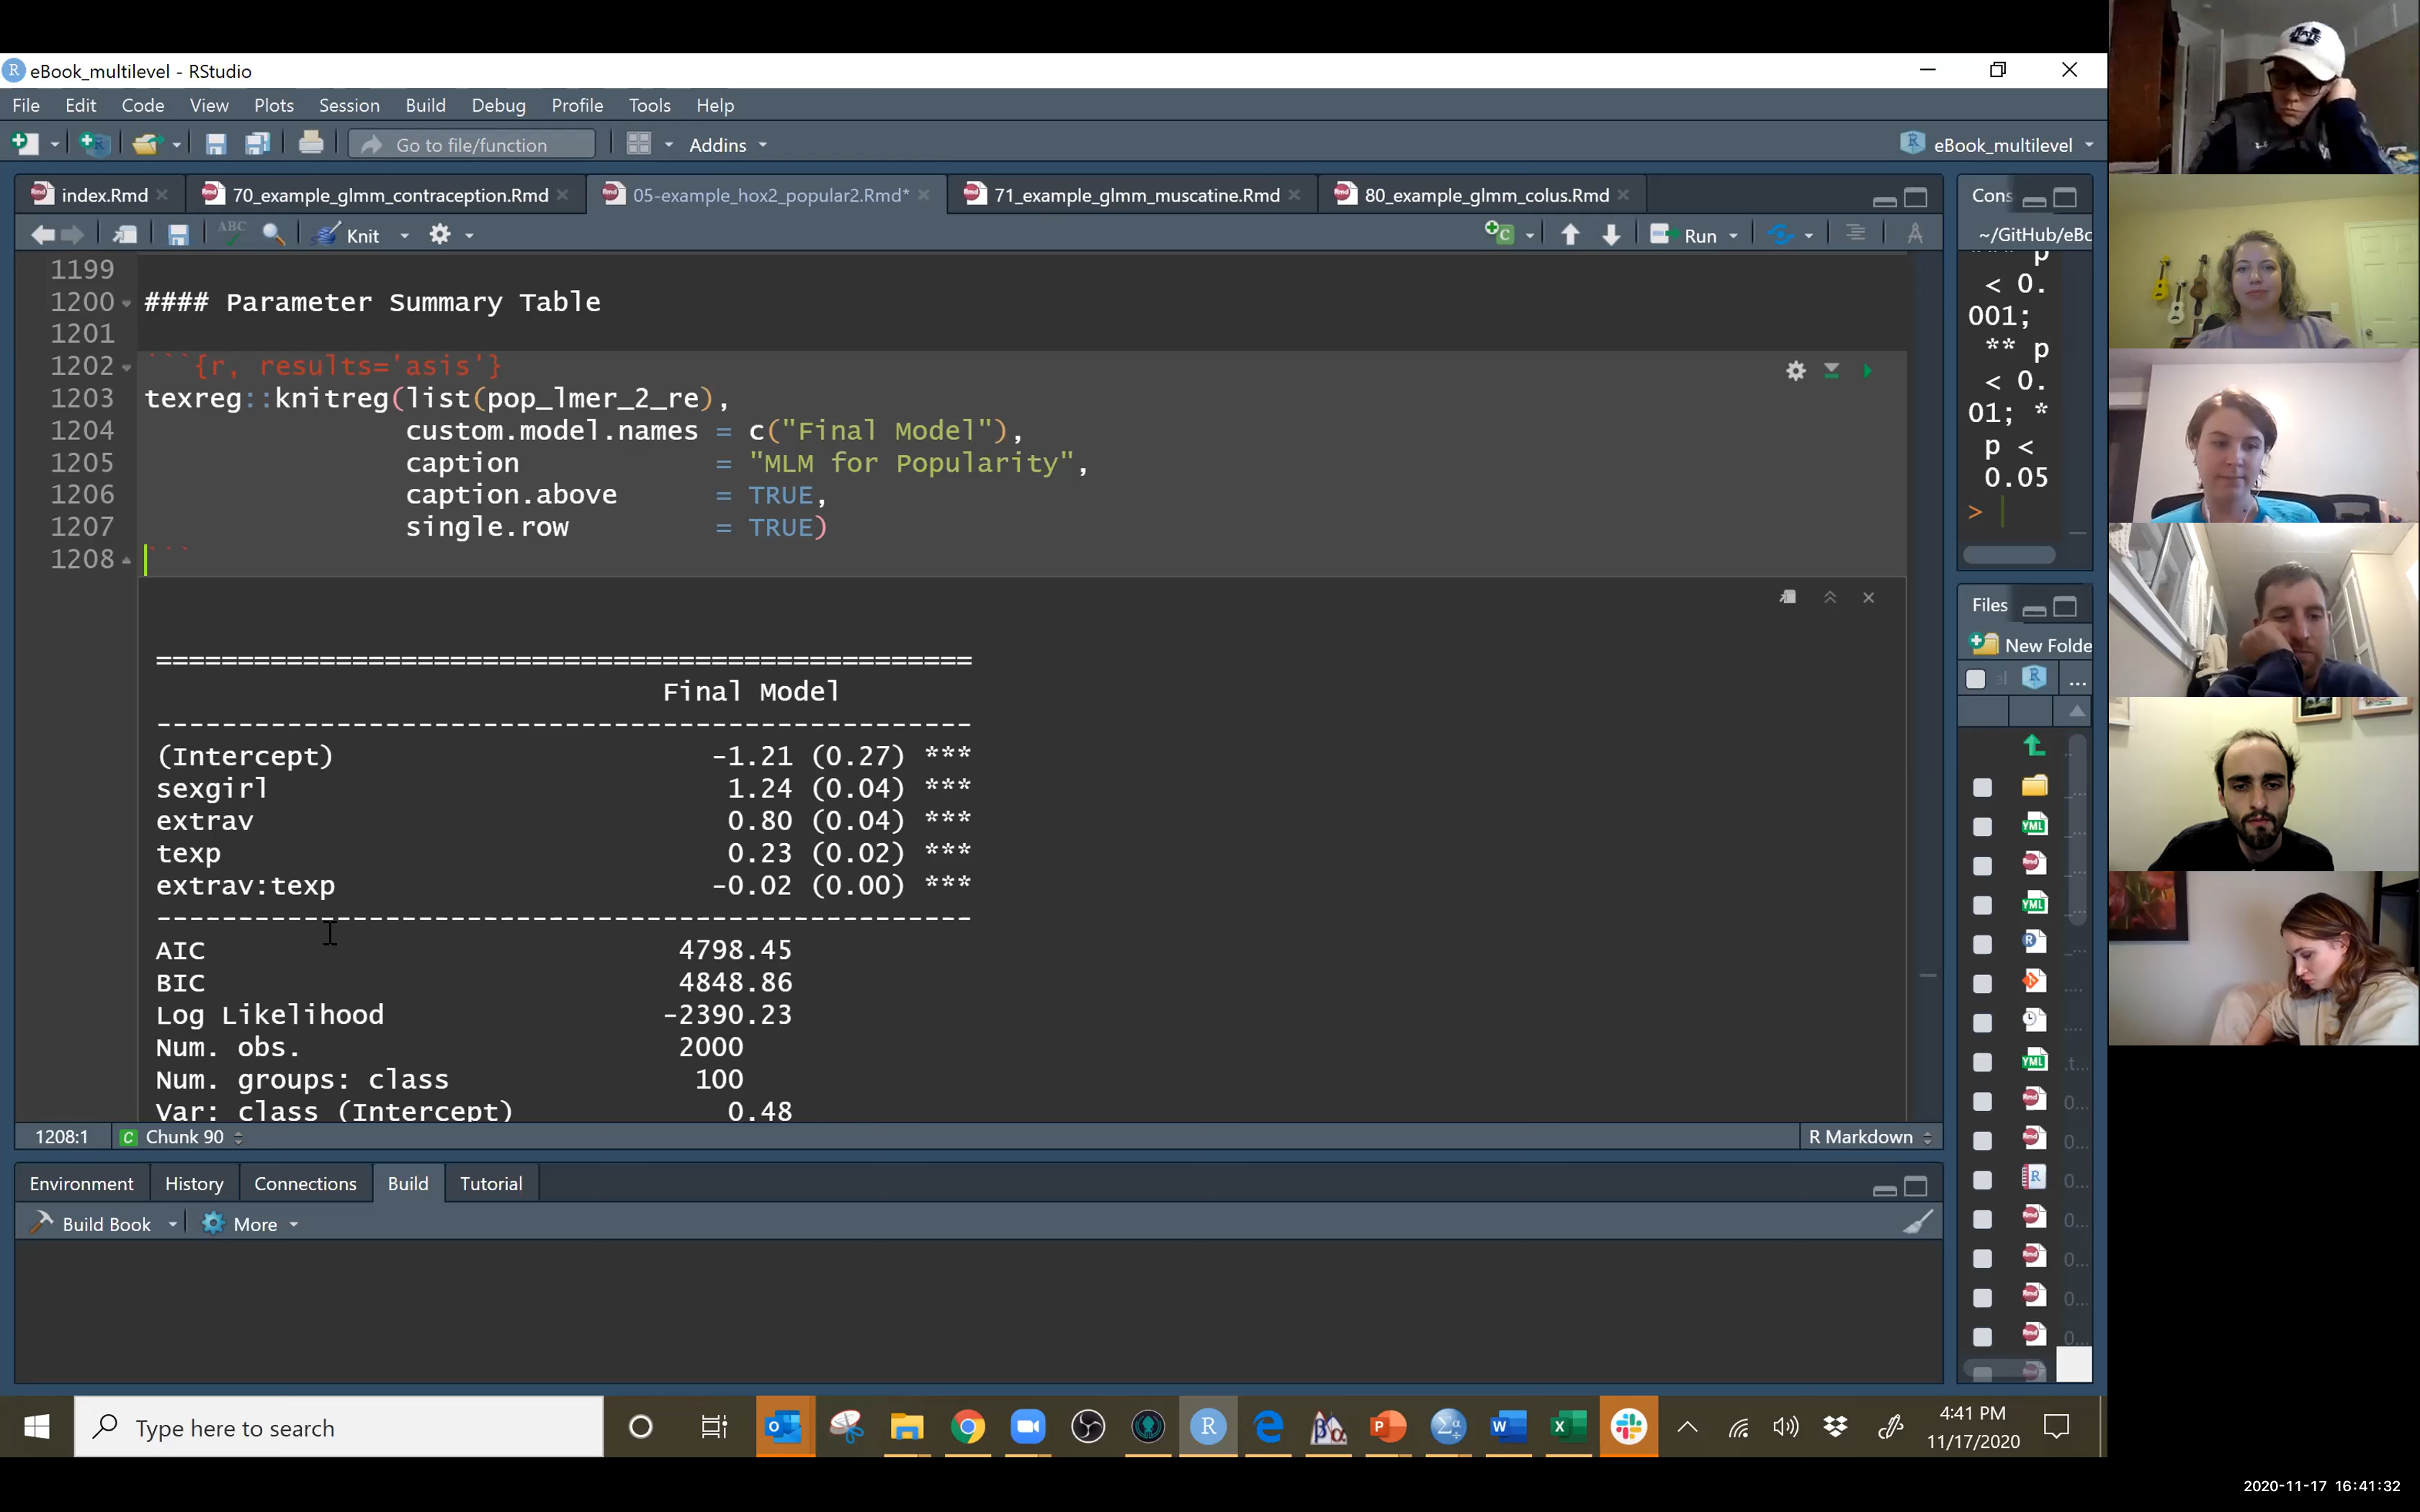 eBook_multilevel - RStudio
File Edit Code View Plots Session Build Debug Profile Tools Help
Go to file/function Addins eBook_multilevel
index.Rmd 70_example_glmm_contraception.Rmd 05-example_hox2_popular2.Rmd* 71_example_glmm_muscatine.Rmd 80_example_glmm_colus.Rmd
ABC Knit Run
1199
1200 #### Parameter Summary Table
1201
1202 ```{r, results='asis'}
1203 texreg::knitreg(list(pop_lmer_2_re),
1204 custom.model.names = c("Final Model"),
1205 caption = "MLM for Popularity",
1206 caption.above = TRUE,
1207 single.row = TRUE)
1208 ```
==================================================
Final Model
--------------------------------------------------
(Intercept) -1.21 (0.27) ***
sexgirl 1.24 (0.04) ***
extrav 0.80 (0.04) ***
texp 0.23 (0.02) ***
extrav:texp -0.02 (0.00) ***
--------------------------------------------------
AIC 4798.45
BIC 4848.86
Log Likelihood -2390.23
Num. obs. 2000
Num. groups: class 100
Var: class (Intercept) 0.48
1208:1 C Chunk 90 R Markdown
Environment History Connections Build Tutorial
Build Book More
Cons
~/GitHub/eBc
*** p
< 0.
001;
** p
< 0.
01; *
p <
0.05
>
Files
New Folde
...
YML
YML
YML
Type here to search
4:41 PM
11/17/2020
2020-11-17 16:41:32